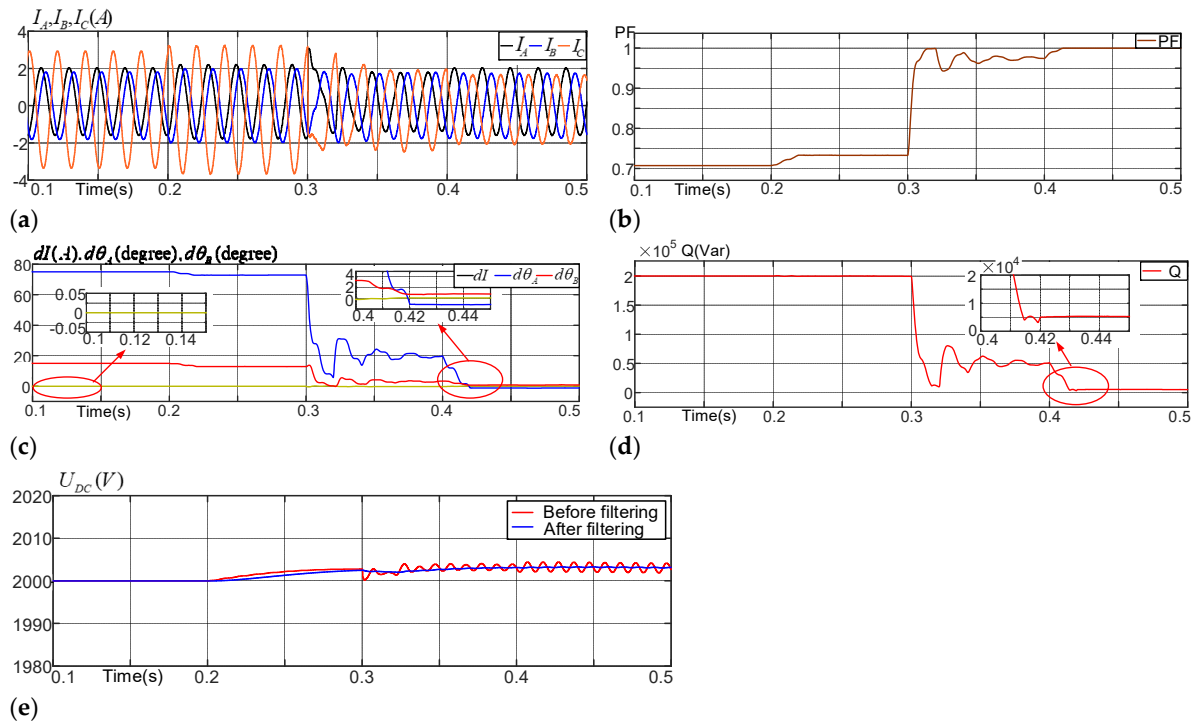 I_A,I_B,I_C(A)
4
2
0
-2
-4
I_A I_B I_C
0.1 Time(s) 0.2 0.3 0.4 0.5
(a)
PF
1
0.9
0.8
0.7
PF
0.1 Time(s) 0.2 0.3 0.4 0.5
(b)
dI(A).dθ_A(degree).dθ_B(degree)
80
60
40
20
0
0.05
0
-0.05
0.10 0.12 0.14
4
2
0
0.4 0.42 0.44
dI dθ_A dθ_B
0.1 Time(s) 0.2 0.3 0.4 0.5
(c)
×10^5 Q(Var)
2
1.5
1
0.5
0
×10^4
2
1
0
0.4 0.42 0.44
Q
0.1 Time(s) 0.2 0.3 0.4 0.5
(d)
U_DC(V)
2020
2010
2000
1990
1980
Before filtering
After filtering
0.1 Time(s) 0.2 0.3 0.4 0.5
(e)